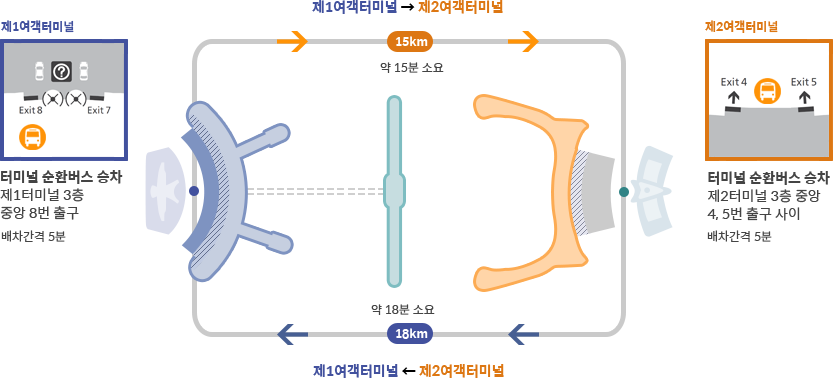 제1여객터미널 → 제2여객터미널
15km
약 15분 소요
제1여객터미널
Exit 8
Exit 7
터미널 순환버스 승차
제1터미널 3층
중앙 8번 출구
배차간격 5분
제2여객터미널
Exit 4
Exit 5
터미널 순환버스 승차
제2터미널 3층 중앙
4, 5번 출구 사이
배차간격 5분
약 18분 소요
18km
제1여객터미널 ← 제2여객터미널